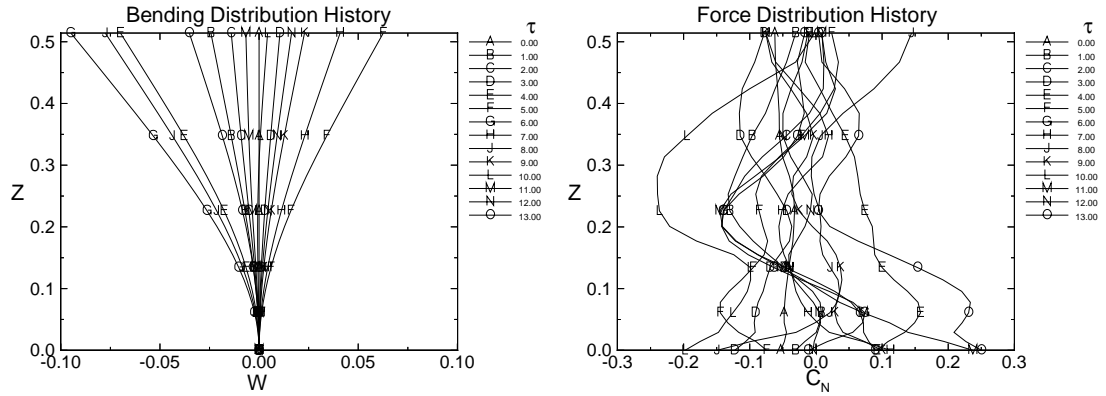 Bending Distribution History
τ
A 0.00
B 1.00
C 2.00
D 3.00
E 4.00
F 5.00
G 6.00
H 7.00
J 8.00
K 9.00
L 10.00
M 11.00
N 12.00
O 13.00
0.5
0.4
0.3
Z
0.2
0.1
0.0
-0.10 -0.05 0.00 0.05 0.10
W
Force Distribution History
τ
A 0.00
B 1.00
C 2.00
D 3.00
E 4.00
F 5.00
G 6.00
H 7.00
J 8.00
K 9.00
L 10.00
M 11.00
N 12.00
O 13.00
0.5
0.4
0.3
Z
0.2
0.1
0.0
-0.3 -0.2 -0.1 0.0 0.1 0.2 0.3
C_N